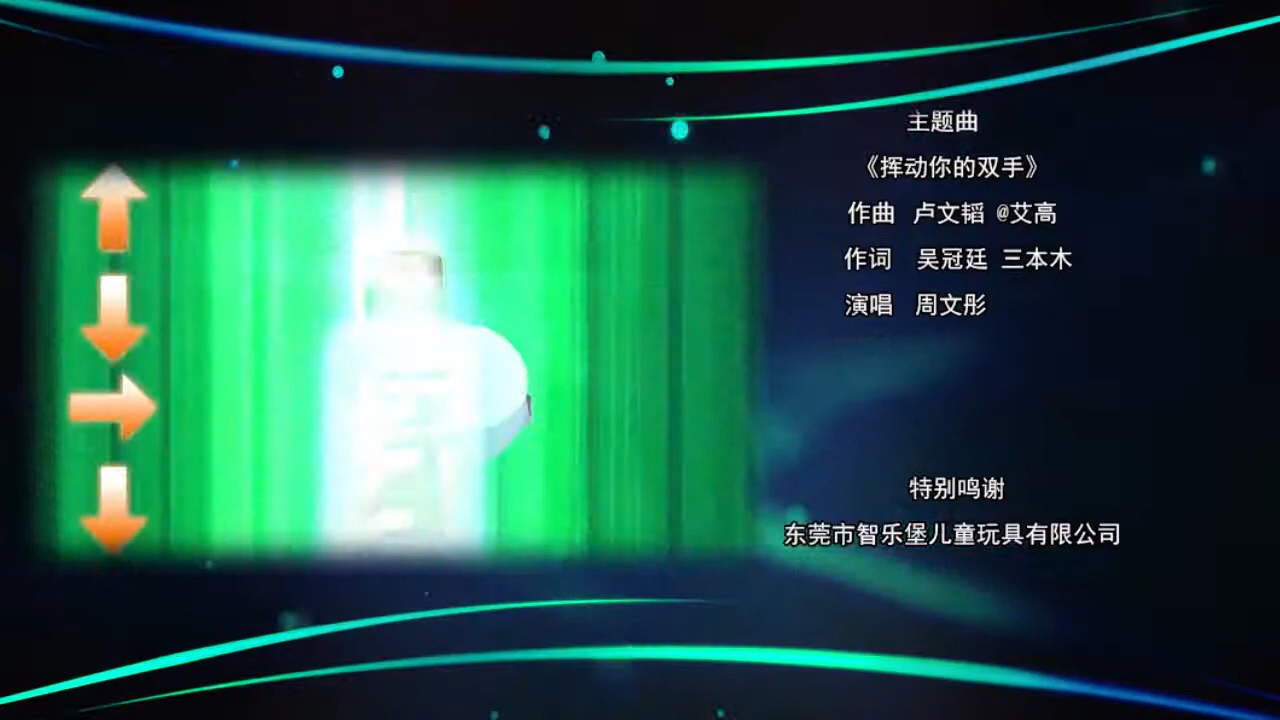 主题曲
《挥动你的双手》
作曲 卢文韬 @艾高
作词 吴冠廷 三本木
演唱 周文彤
特别鸣谢
东莞市智乐堡儿童玩具有限公司